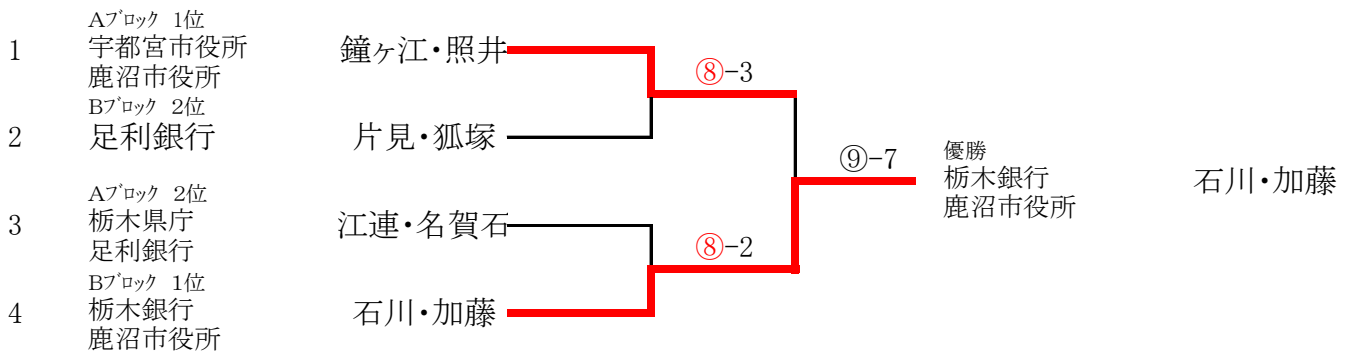 Aﾌﾞﾛｯｸ 1位
1 宇都宮市役所 鐘ヶ江・照井
鹿沼市役所
⑧-3
Bﾌﾞﾛｯｸ 2位
2 足利銀行 片見・狐塚
⑨-7
優勝
栃木銀行 石川・加藤
鹿沼市役所
Aﾌﾞﾛｯｸ 2位
3 栃木県庁 江連・名賀石
足利銀行
⑧-2
Bﾌﾞﾛｯｸ 1位
4 栃木銀行 石川・加藤
鹿沼市役所